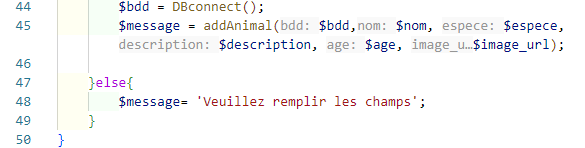 44 $bdd = DBconnect();
45 $message = addAnimal(bdd: $bdd,nom: $nom, espece: $espece,
description: $description, age: $age, image_u…$image_url);
46
47 }else{
48 $message= 'Veuillez remplir les champs';
49 }
50 }